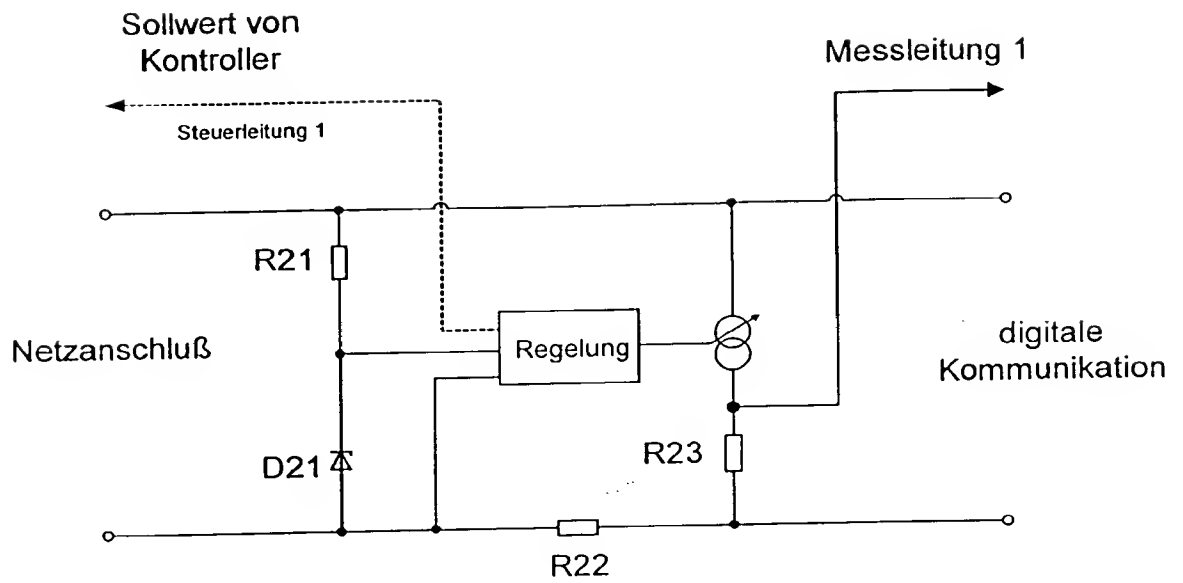 Sollwert von
Kontroller
Messleitung 1
Steuerleitung 1
R21
Netzanschluß
Regelung
digitale
Kommunikation
D21
R23
R22